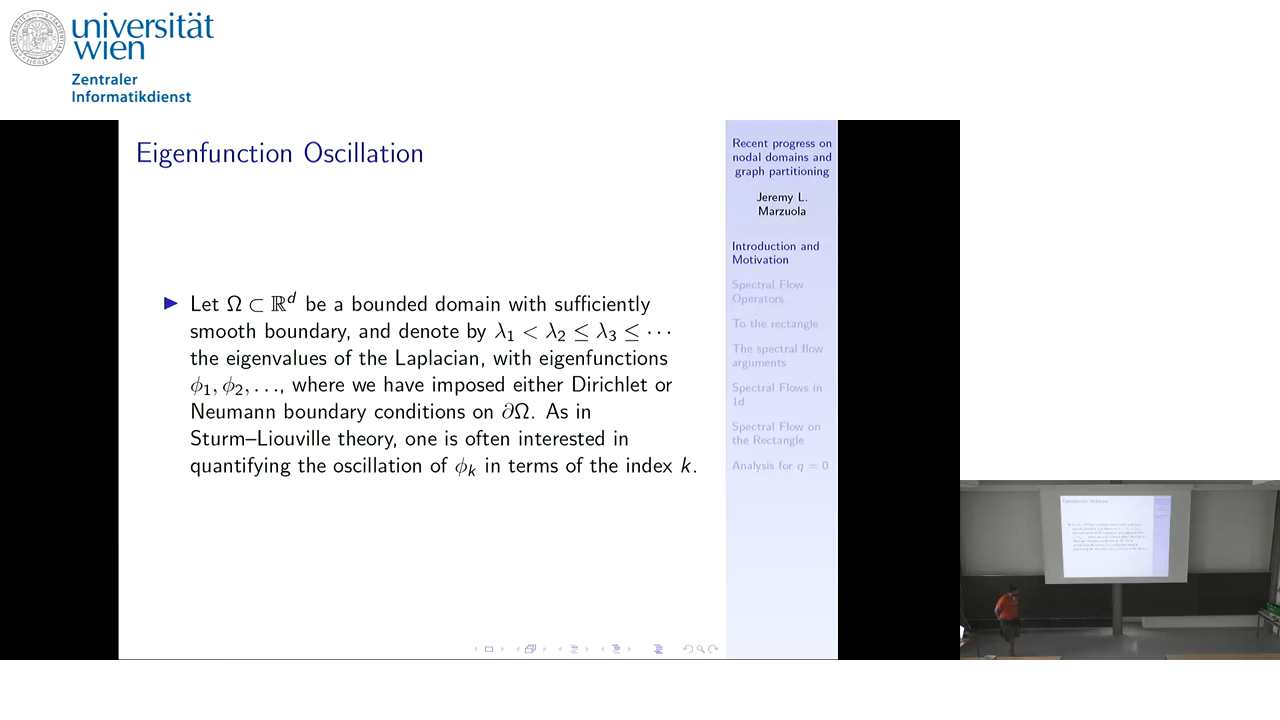 universität
wien
Zentraler
Informatikdienst
Eigenfunction Oscillation
Let Ω ⊂ ℝᵈ be a bounded domain with sufficiently
smooth boundary, and denote by λ₁ < λ₂ ≤ λ₃ ≤ ···
the eigenvalues of the Laplacian, with eigenfunctions
ϕ₁, ϕ₂, . . ., where we have imposed either Dirichlet or
Neumann boundary conditions on ∂Ω. As in
Sturm–Liouville theory, one is often interested in
quantifying the oscillation of ϕₖ in terms of the index k.
Recent progress on
nodal domains and
graph partitioning
Jeremy L.
Marzuola
Introduction and
Motivation
Spectral Flow
Operators
To the rectangle
The spectral flow
arguments
Spectral Flows in
1d
Spectral Flow on
the Rectangle
Analysis for q = 0
Eigenfunction Oscillation